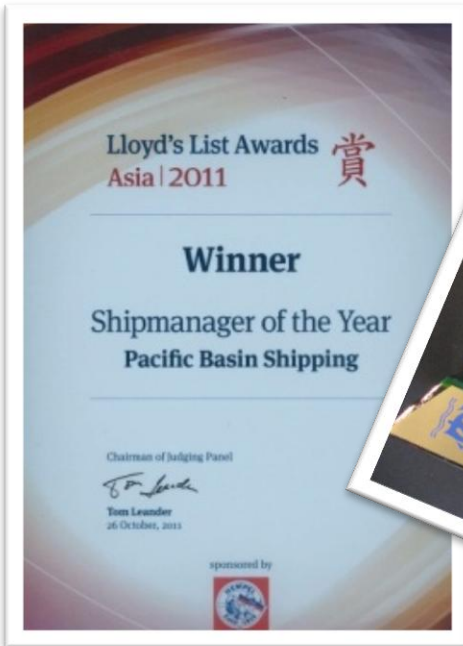 Lloyd's List Awards 賞
Asia | 2011
Winner
Shipmanager of the Year
Pacific Basin Shipping
Chairman of Judging Panel
Tom Leander
26 October, 2011
sponsored by
HEMPEL